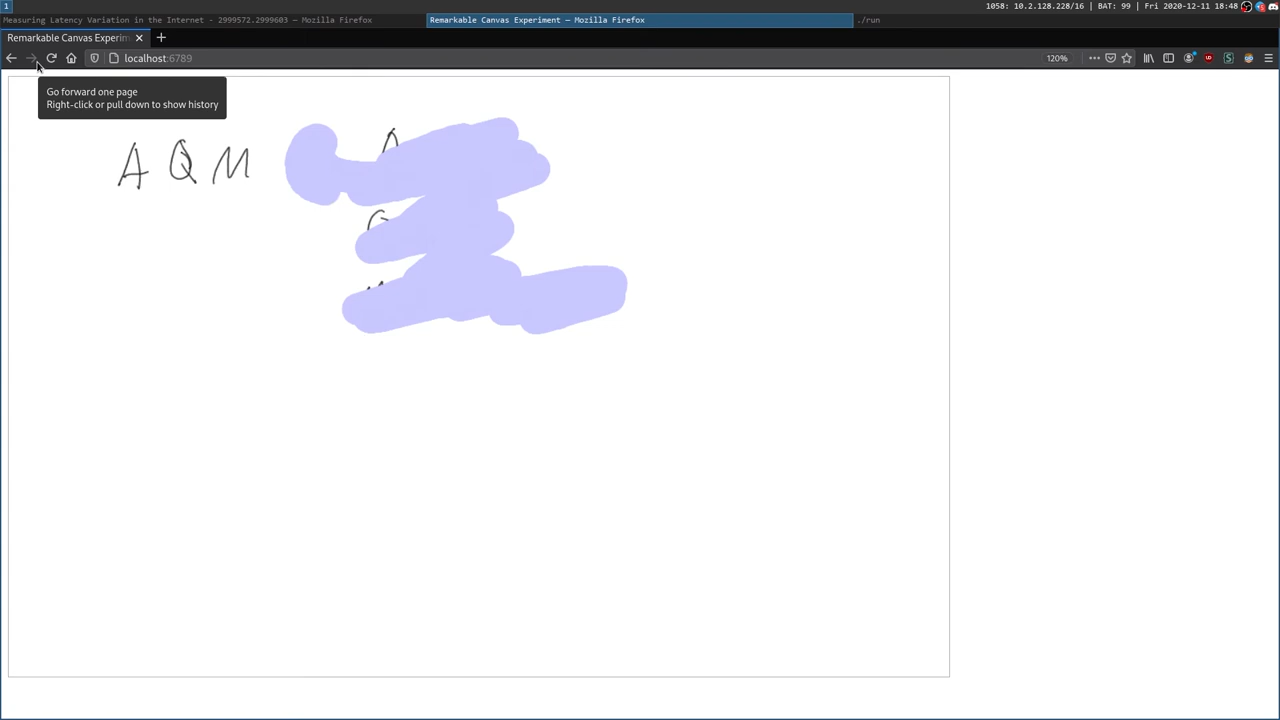 1 1058: 10.2.128.228/16 | BAT: 99 | Fri 2020-12-11 18:48
Measuring Latency Variation in the Internet - 2999572.2999603 — Mozilla Firefox Remarkable Canvas Experiment — Mozilla Firefox ./run
Remarkable Canvas Experim
localhost:6789 120%
Go forward one page
Right-click or pull down to show history
A Q M